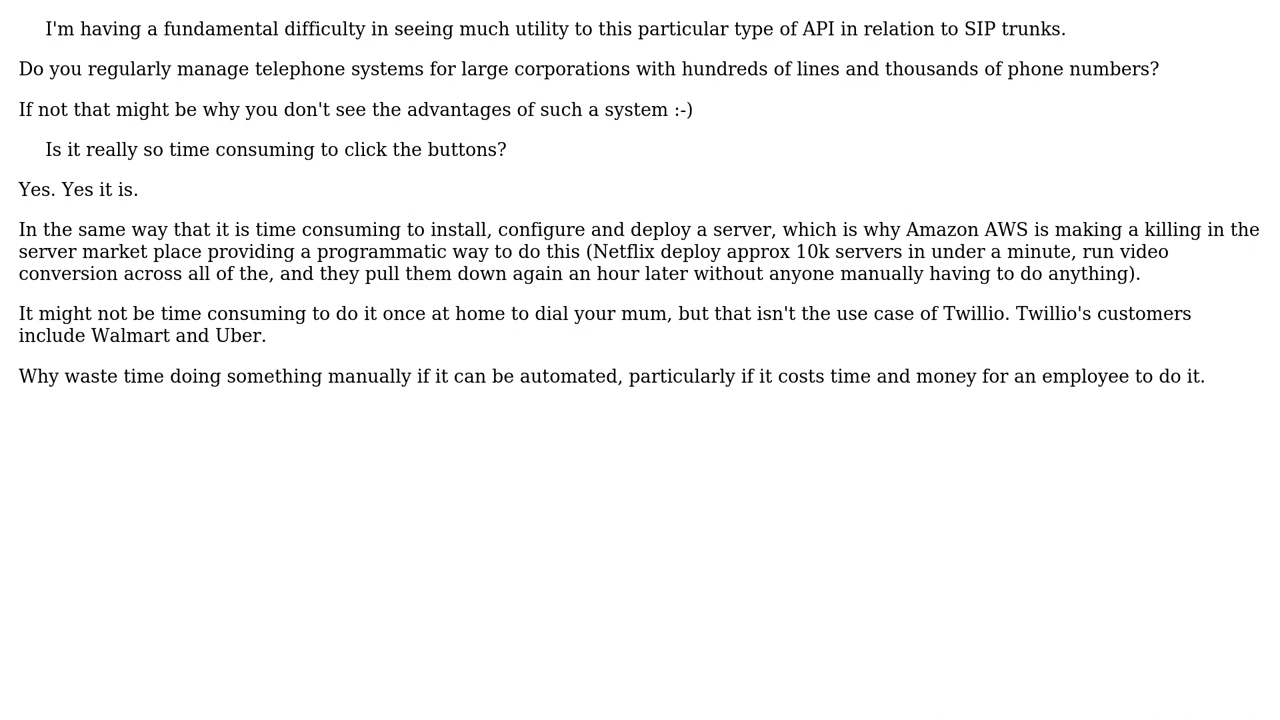 I'm having a fundamental difficulty in seeing much utility to this particular type of API in relation to SIP trunks.
Do you regularly manage telephone systems for large corporations with hundreds of lines and thousands of phone numbers?
If not that might be why you don't see the advantages of such a system :-)
Is it really so time consuming to click the buttons?
Yes. Yes it is.
In the same way that it is time consuming to install, configure and deploy a server, which is why Amazon AWS is making a killing in the
server market place providing a programmatic way to do this (Netflix deploy approx 10k servers in under a minute, run video
conversion across all of the, and they pull them down again an hour later without anyone manually having to do anything).
It might not be time consuming to do it once at home to dial your mum, but that isn't the use case of Twillio. Twillio's customers
include Walmart and Uber.
Why waste time doing something manually if it can be automated, particularly if it costs time and money for an employee to do it.